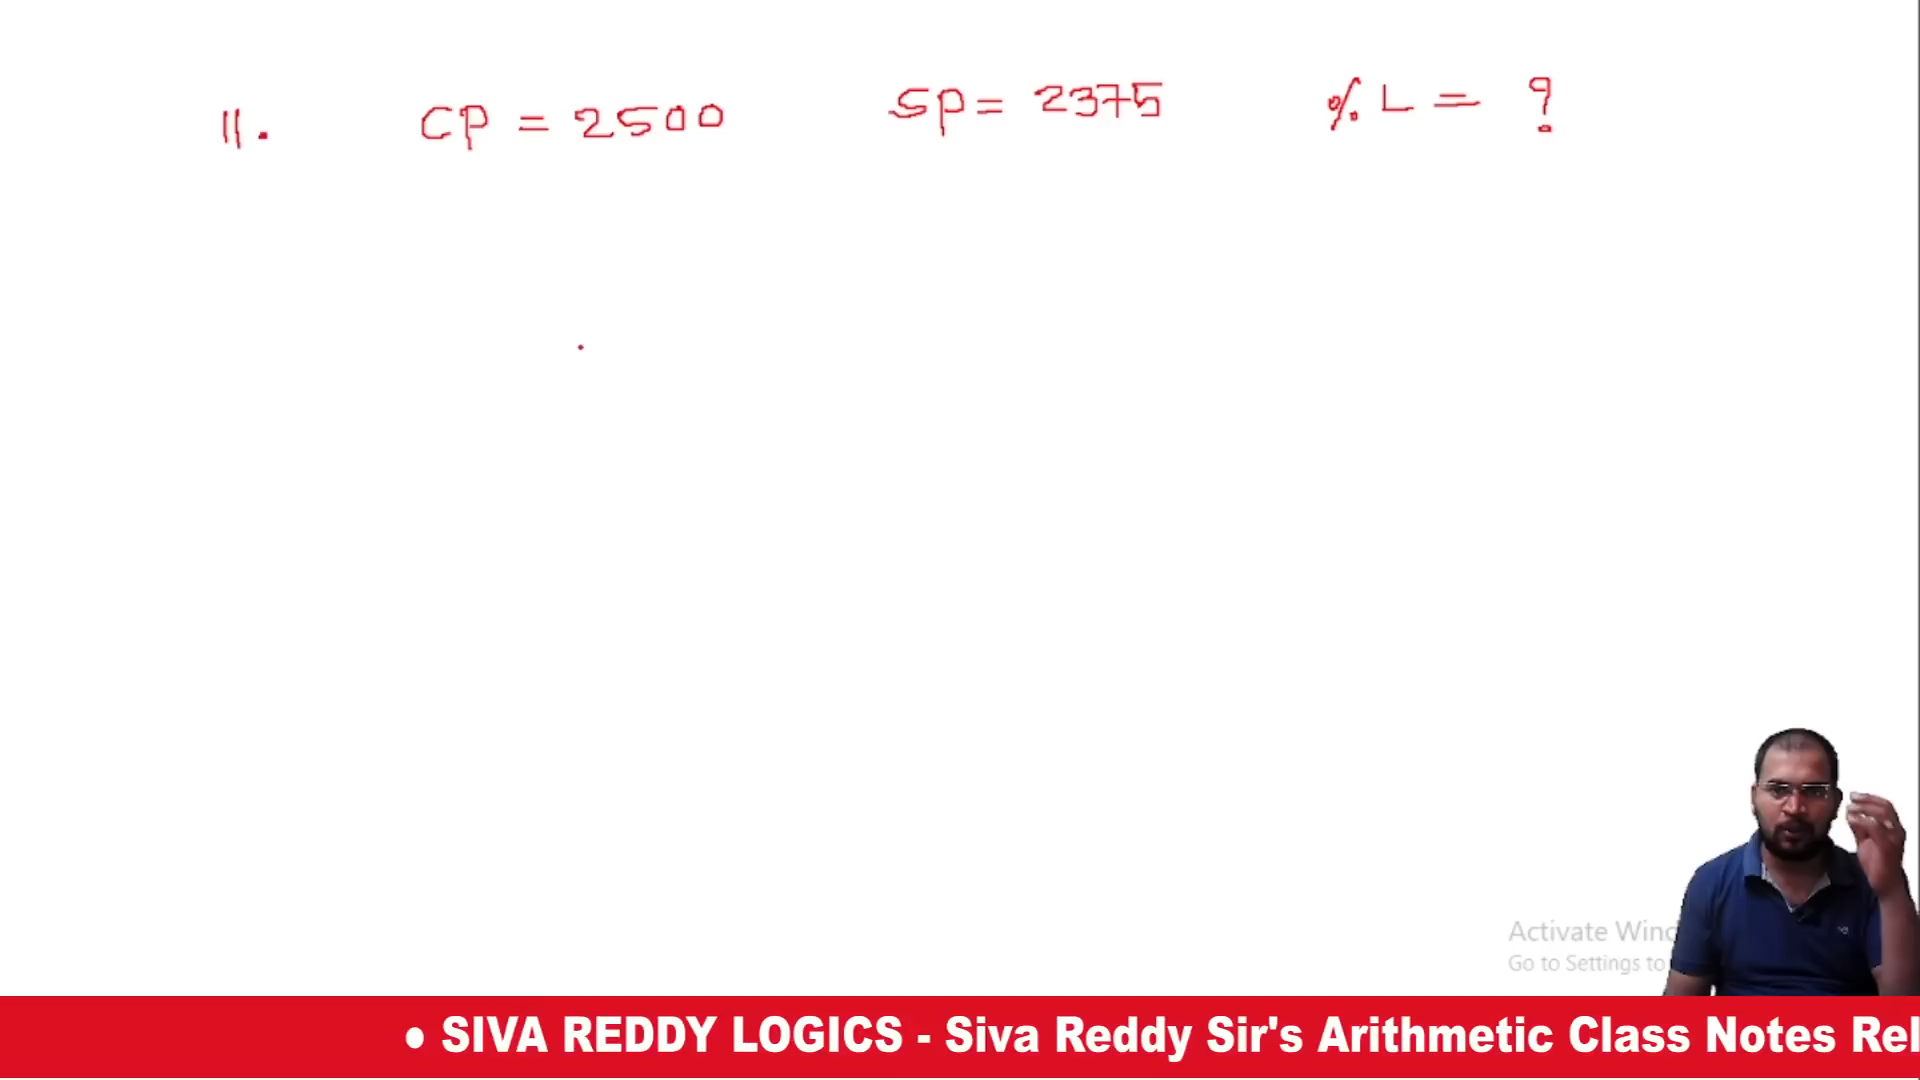 11. CP = 2500 SP = 2375 % L = ?
Activate Wind
Go to Settings to
• SIVA REDDY LOGICS - Siva Reddy Sir's Arithmetic Class Notes Rel